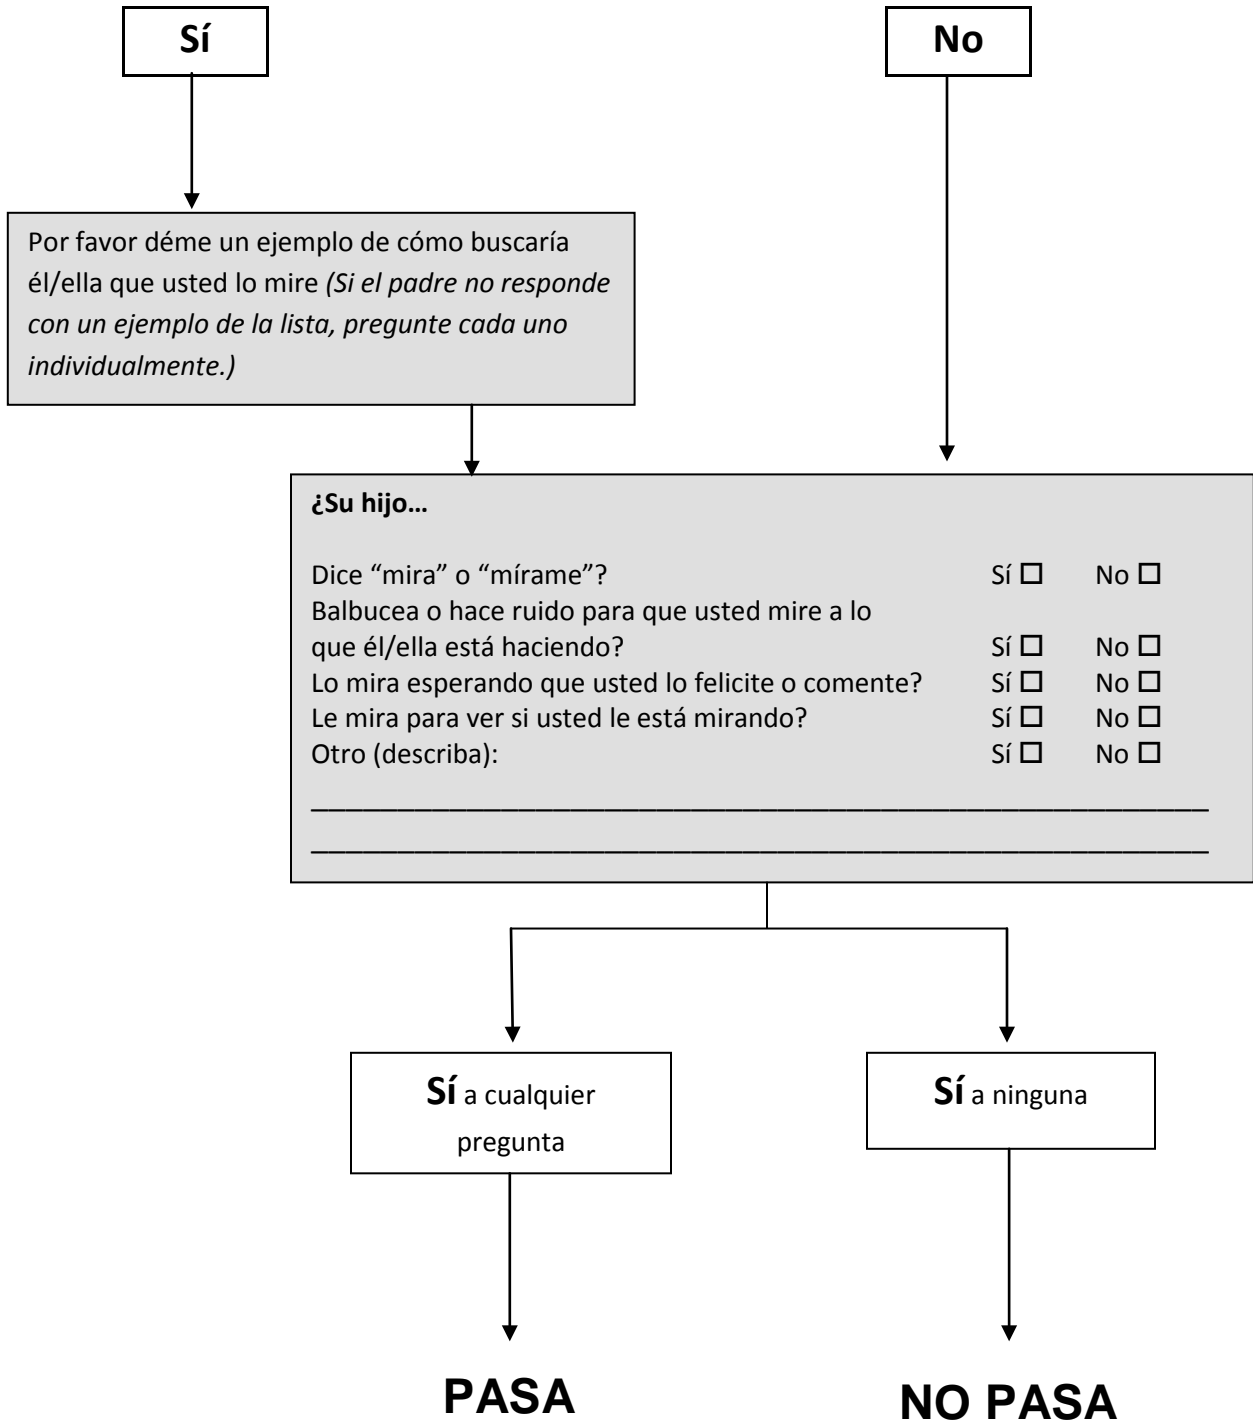 Sí
No
Por favor déme un ejemplo de cómo buscaría
él/ella que usted lo mire (Si el padre no responde
con un ejemplo de la lista, pregunte cada uno
individualmente.)
¿Su hijo…
Dice “mira” o “mírame”? Sí ☐ No ☐
Balbucea o hace ruido para que usted mire a lo
que él/ella está haciendo? Sí ☐ No ☐
Lo mira esperando que usted lo felicite o comente? Sí ☐ No ☐
Le mira para ver si usted le está mirando? Sí ☐ No ☐
Otro (describa): Sí ☐ No ☐
Sí a cualquier
pregunta
Sí a ninguna
PASA
NO PASA